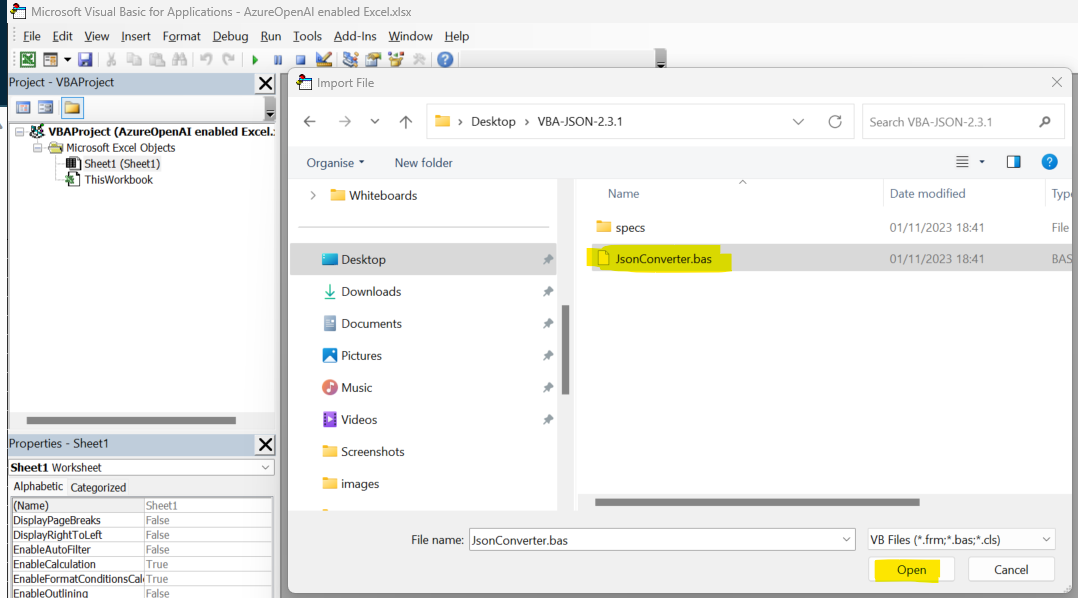 Microsoft Visual Basic for Applications - AzureOpenAI enabled Excel.xlsx
File Edit View Insert Format Debug Run Tools Add-Ins Window Help
Project - VBAProject
VBAProject (AzureOpenAI enabled Excel.:
Microsoft Excel Objects
Sheet1 (Sheet1)
ThisWorkbook
Properties - Sheet1
Sheet1 Worksheet
Alphabetic Categorized
(Name) Sheet1
DisplayPageBreaks False
DisplayRightToLeft False
EnableAutoFilter False
EnableCalculation True
EnableFormatConditionsCal True
EnableOutlining False
Import File
Desktop > VBA-JSON-2.3.1
Search VBA-JSON-2.3.1
Organise New folder
Whiteboards
Desktop
Downloads
Documents
Pictures
Music
Videos
Screenshots
images
Name Date modified Type
specs 01/11/2023 18:41 File
JsonConverter.bas 01/11/2023 18:41 BAS
File name: JsonConverter.bas VB Files (*.frm;*.bas;*.cls)
Open Cancel